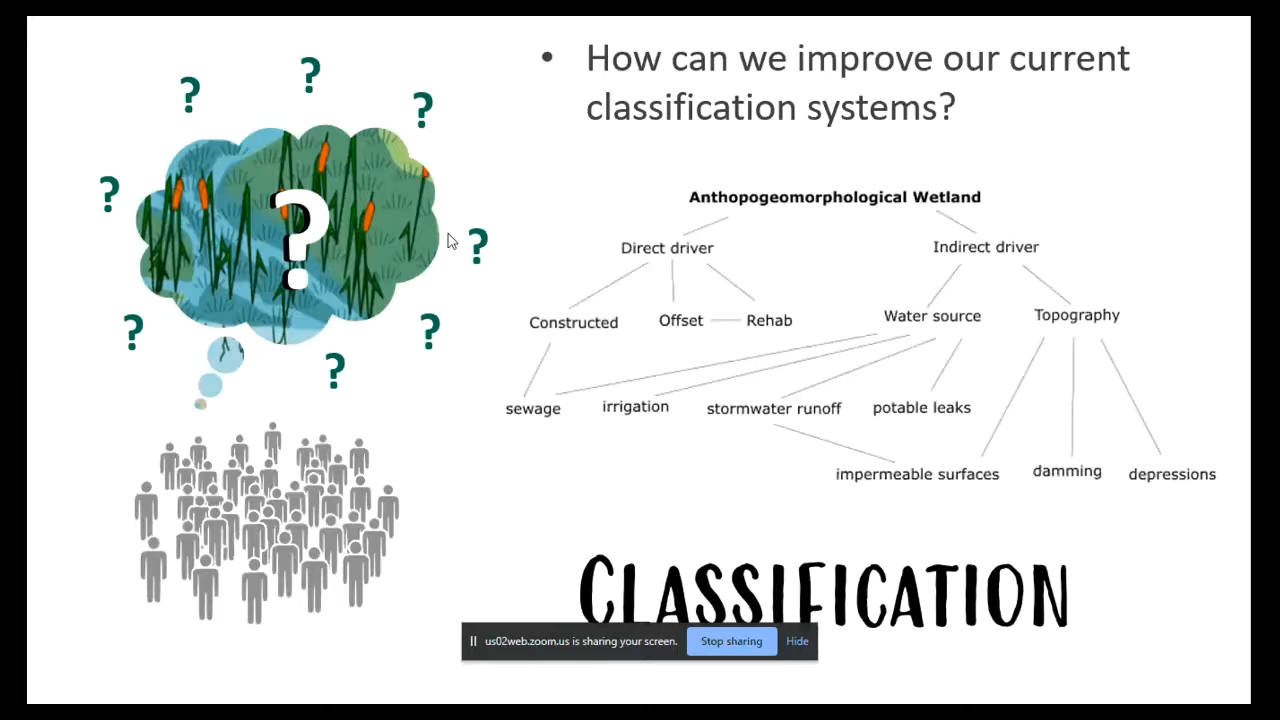 • How can we improve our current
classification systems?
? ? ?
? ? ?
? ? ?
?
Anthopogeomorphological Wetland
Direct driver Indirect driver
Constructed Offset Rehab Water source Topography
sewage irrigation stormwater runoff potable leaks
impermeable surfaces damming depressions
CLASSIFICATION
us02web.zoom.us is sharing your screen. Stop sharing Hide